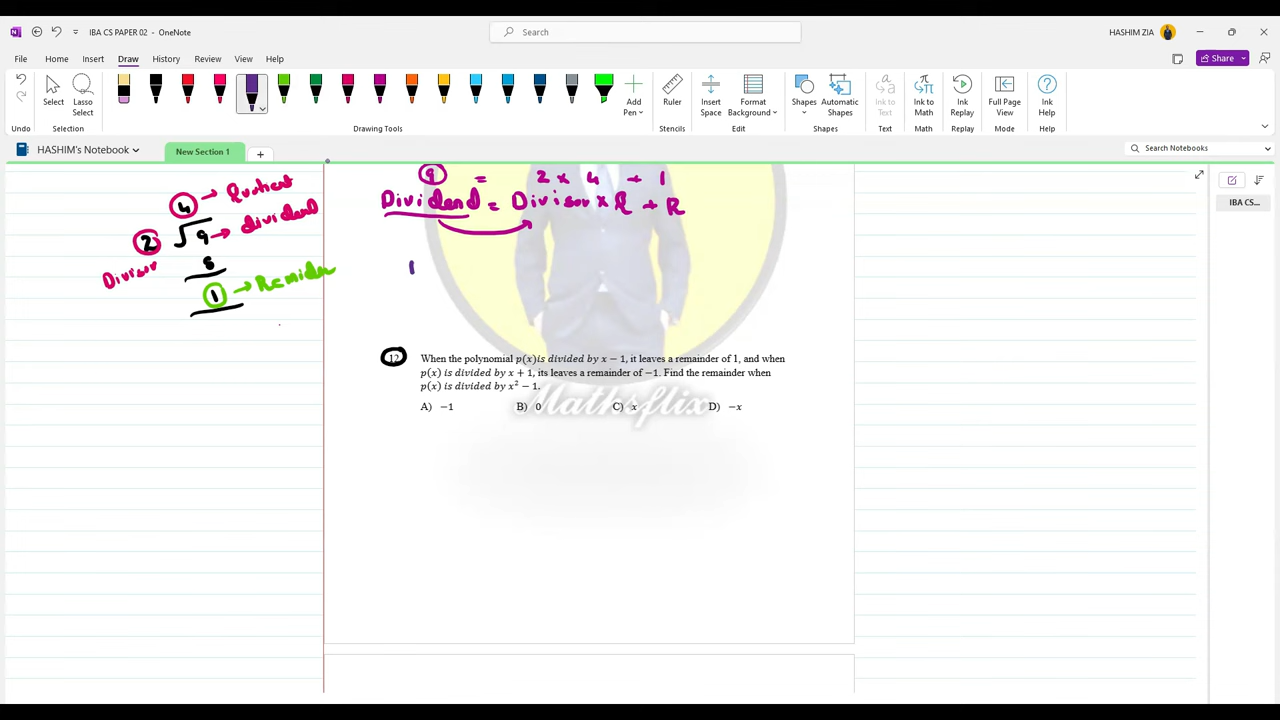 IBA CS PAPER 02 - OneNote
Search
HASHIM ZIA
File Home Insert Draw History Review View Help
Share
Undo
Select
Lasso Select
Selection
Drawing Tools
Add Pen
Ruler
Stencils
Insert Space
Format Background
Edit
Shapes
Automatic Shapes
Shapes
Ink to Text
Text
Ink to Math
Math
Ink Replay
Replay
Full Page View
Mode
Ink Help
Help
HASHIM's Notebook
New Section 1
Search Notebooks
IBA CS...
4 → Quotient
2 √9 → dividend
Divisor
8
1 → Remider
9 = 2 x 4 + 1
Dividend = Divisor x Q + R
12 When the polynomial p(x)is divided by x − 1, it leaves a remainder of 1, and when
p(x) is divided by x + 1, its leaves a remainder of −1. Find the remainder when
p(x) is divided by x² − 1.
A) −1 B) 0 C) x D) −x
Mathsflix